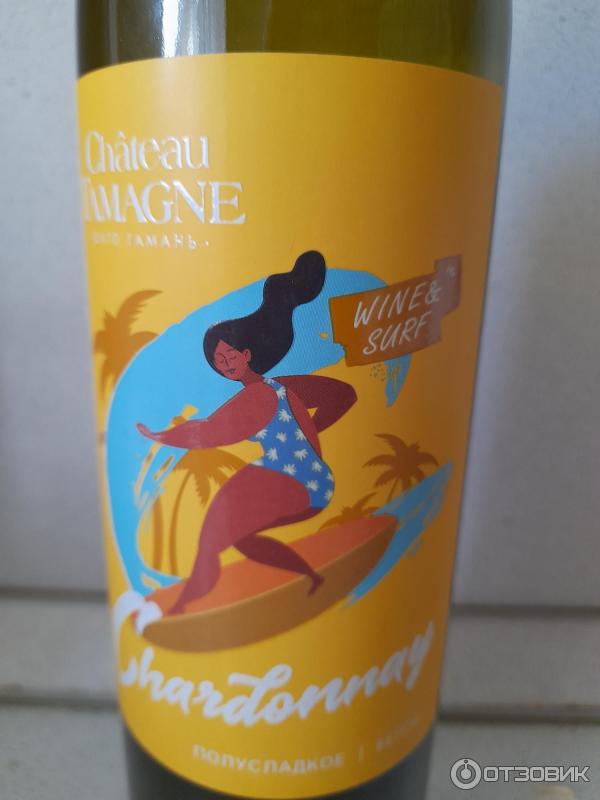 Château
TAMAGNE
ШАТО ТАМАНЬ
WINE &
SURF
Chardonnay
ПОЛУСЛАДКОЕ | БЕЛОЕ
ОТЗОВИК